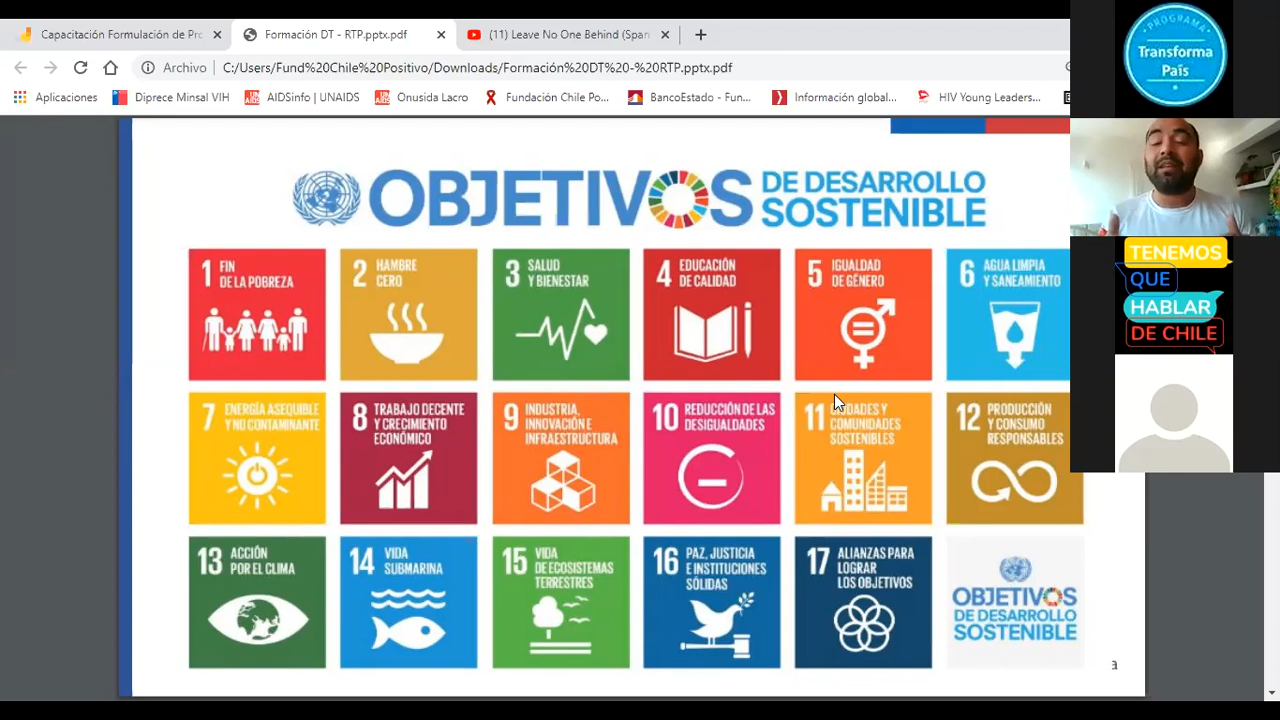 Capacitación Formulación de Pr
Formación DT - RTP.pptx.pdf
(11) Leave No One Behind (Span
Archivo
C:/Users/Fund%20Chile%20Positivo/Downloads/Formación%20DT%20-%20RTP.pptx.pdf
Aplicaciones
Diprece Minsal VIH
AIDSinfo | UNAIDS
Onusida Lacro
Fundación Chile Po...
BancoEstado - Fun...
Información global...
HIV Young Leaders...
PROGRAMA
Transforma
País
TENEMOS
QUE
HABLAR
DE CHILE
OBJETIVOS
DE DESARROLLO
SOSTENIBLE
1 FIN
DE LA POBREZA
2 HAMBRE
CERO
3 SALUD
Y BIENESTAR
4 EDUCACIÓN
DE CALIDAD
5 IGUALDAD
DE GÉNERO
6 AGUA LIMPIA
Y SANEAMIENTO
7 ENERGÍA ASEQUIBLE
Y NO CONTAMINANTE
8 TRABAJO DECENTE
Y CRECIMIENTO
ECONÓMICO
9 INDUSTRIA,
INNOVACIÓN E
INFRAESTRUCTURA
10 REDUCCIÓN DE LAS
DESIGUALDADES
11 CIUDADES Y
COMUNIDADES
SOSTENIBLES
12 PRODUCCIÓN
Y CONSUMO
RESPONSABLES
13 ACCIÓN
POR EL CLIMA
14 VIDA
SUBMARINA
15 VIDA
DE ECOSISTEMAS
TERRESTRES
16 PAZ, JUSTICIA
E INSTITUCIONES
SÓLIDAS
17 ALIANZAS PARA
LOGRAR
LOS OBJETIVOS
OBJETIVOS
DE DESARROLLO
SOSTENIBLE
a